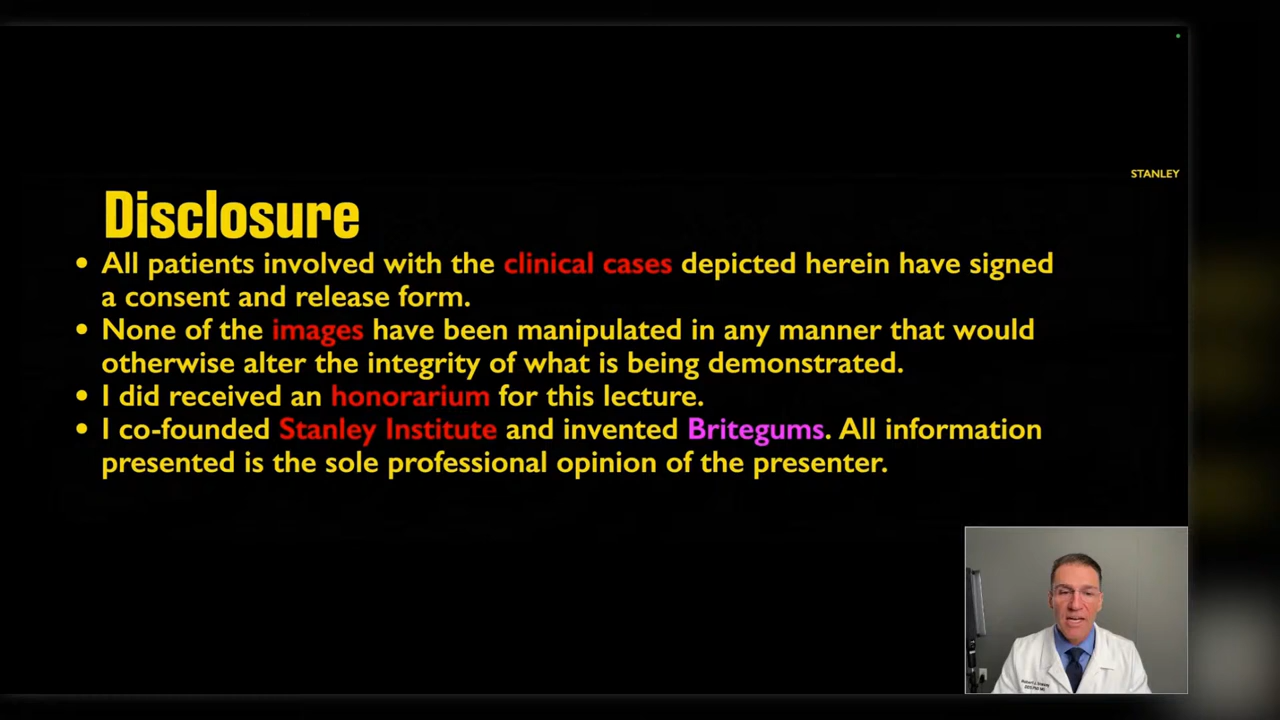 STANLEY
Disclosure
• All patients involved with the clinical cases depicted herein have signed
a consent and release form.
• None of the images have been manipulated in any manner that would
otherwise alter the integrity of what is being demonstrated.
• I did received an honorarium for this lecture.
• I co-founded Stanley Institute and invented Britegums. All information
presented is the sole professional opinion of the presenter.